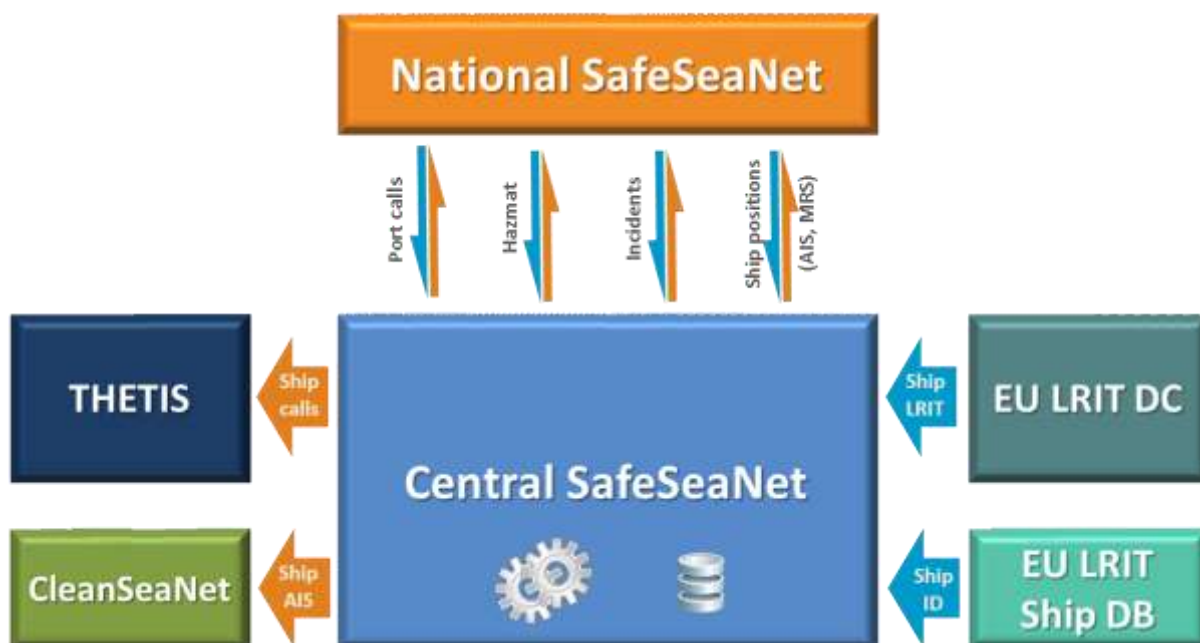 National SafeSeaNet
Port calls
Hazmat
Incidents
Ship positions
(AIS, MRS)
THETIS
Ship
calls
Central SafeSeaNet
Ship
LRIT
EU LRIT DC
CleanSeaNet
Ship
AIS
Ship
ID
EU LRIT
Ship DB